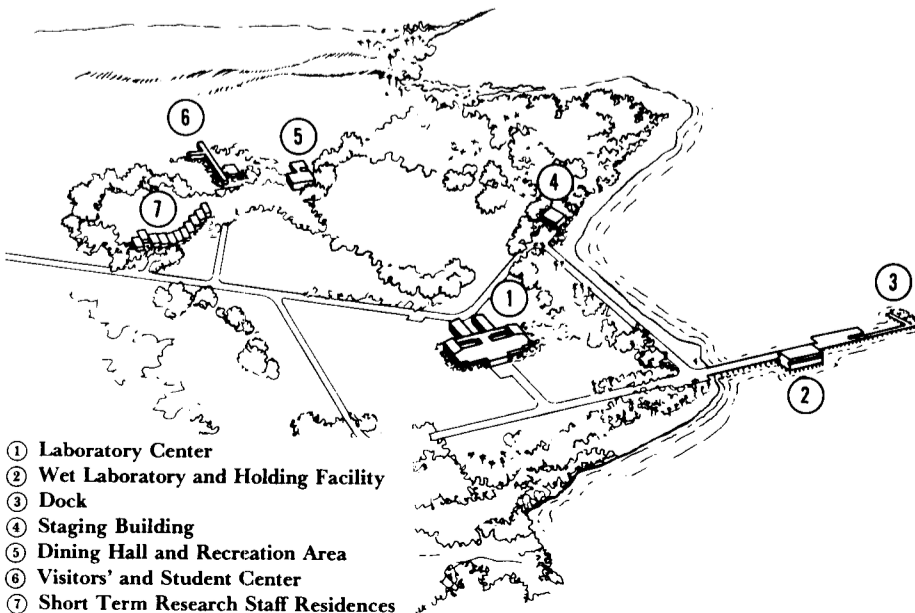 6
5
4
7
1
3
2
① Laboratory Center
② Wet Laboratory and Holding Facility
③ Dock
④ Staging Building
⑤ Dining Hall and Recreation Area
⑥ Visitors' and Student Center
⑦ Short Term Research Staff Residences